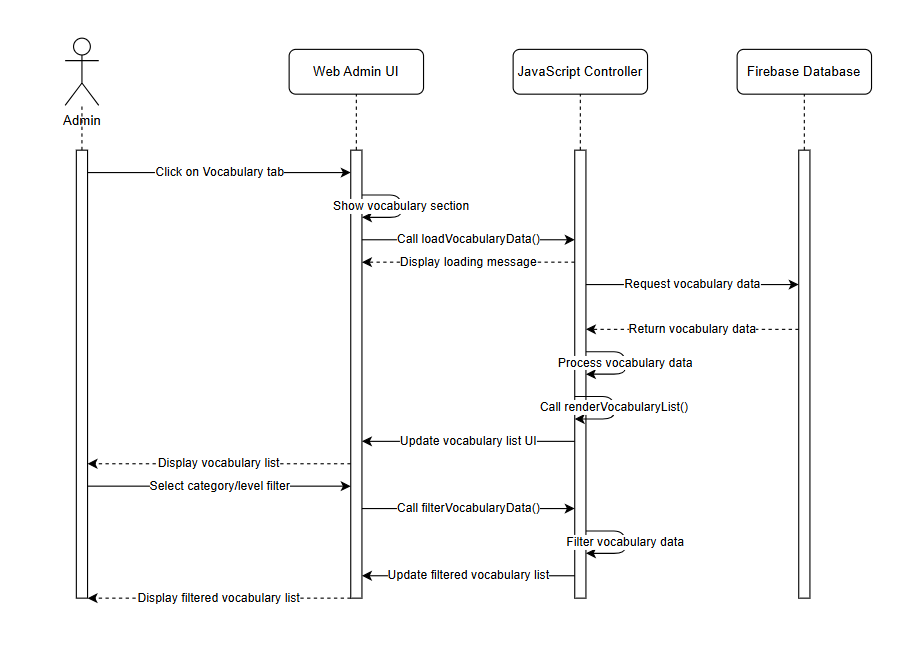 Web Admin UI
JavaScript Controller
Firebase Database
Admin
Click on Vocabulary tab
Show vocabulary section
Call loadVocabularyData()
Display loading message
Request vocabulary data
Return vocabulary data
Process vocabulary data
Call renderVocabularyList()
Update vocabulary list UI
Display vocabulary list
Select category/level filter
Call filterVocabularyData()
Filter vocabulary data
Update filtered vocabulary list
Display filtered vocabulary list